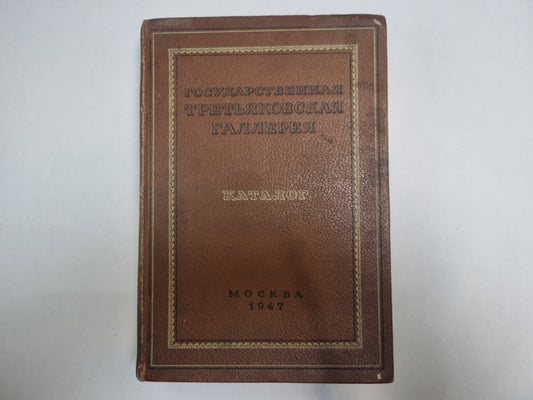 ГОСУДАРСТВЕННАЯ
ТРЕТЬЯКОВСКАЯ
ГАЛЛЕРЕЯ
КАТАЛОГ
МОСКВА
1947